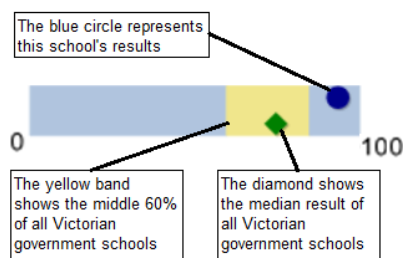 The blue circle represents
this school's results
0
100
The yellow band
shows the middle 60%
of all Victorian
government schools
The diamond shows
the median result of
all Victorian
government schools